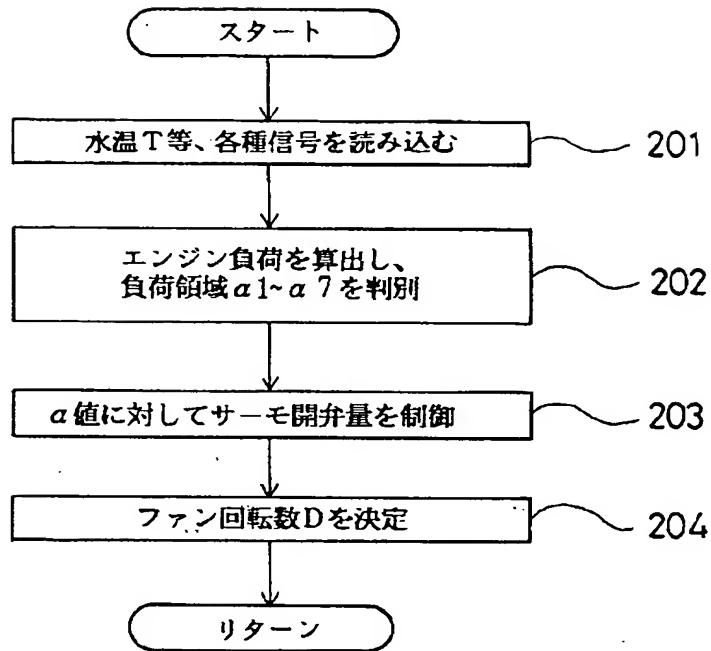 スタート
水温T等、各種信号を読み込む
201
エンジン負荷を算出し、
負荷領域α1~α7を判別
202
α値に対してサーモ開弁量を制御
203
ファン回転数Dを決定
204
リターン